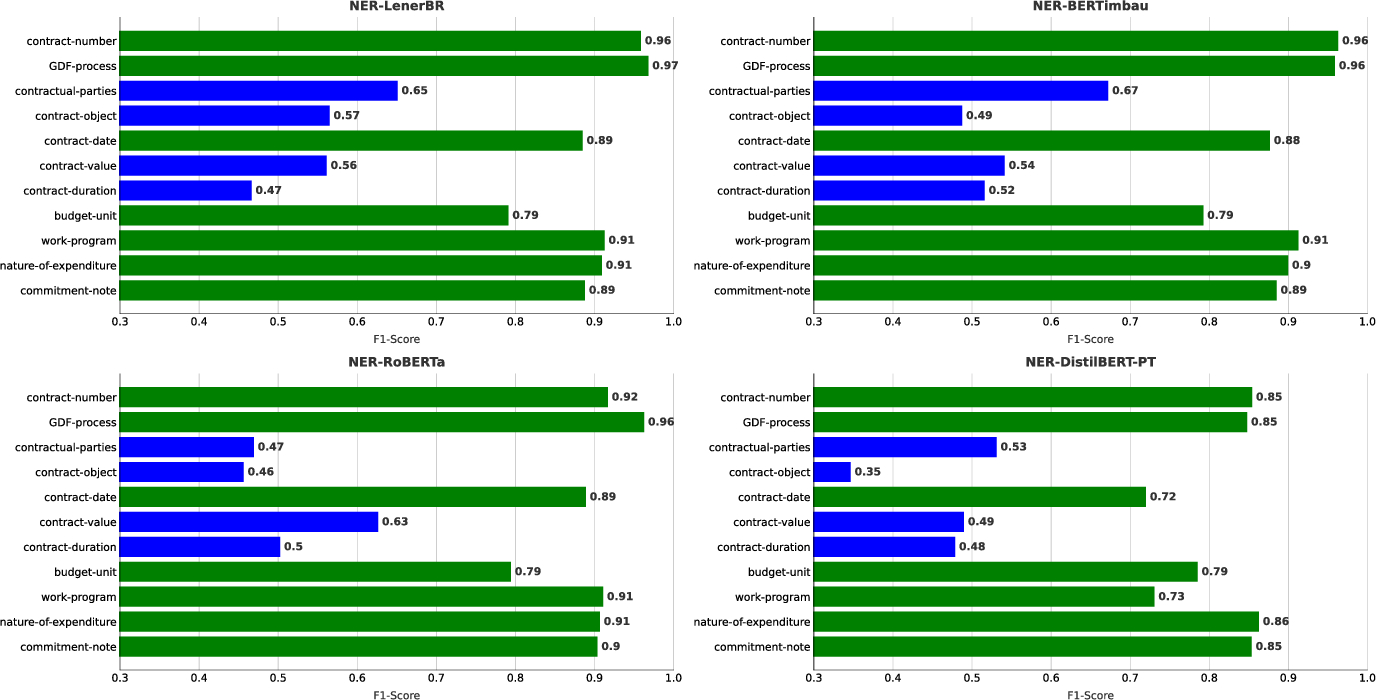 NER-LenerBR
contract-number 0.96
GDF-process 0.97
contractual-parties 0.65
contract-object 0.57
contract-date 0.89
contract-value 0.56
contract-duration 0.47
budget-unit 0.79
work-program 0.91
nature-of-expenditure 0.91
commitment-note 0.89
0.3 0.4 0.5 0.6 0.7 0.8 0.9 1.0
F1-Score
NER-BERTimbau
contract-number 0.96
GDF-process 0.96
contractual-parties 0.67
contract-object 0.49
contract-date 0.88
contract-value 0.54
contract-duration 0.52
budget-unit 0.79
work-program 0.91
nature-of-expenditure 0.9
commitment-note 0.89
0.3 0.4 0.5 0.6 0.7 0.8 0.9 1.0
F1-Score
NER-RoBERTa
contract-number 0.92
GDF-process 0.96
contractual-parties 0.47
contract-object 0.46
contract-date 0.89
contract-value 0.63
contract-duration 0.5
budget-unit 0.79
work-program 0.91
nature-of-expenditure 0.91
commitment-note 0.9
0.3 0.4 0.5 0.6 0.7 0.8 0.9 1.0
F1-Score
NER-DistilBERT-PT
contract-number 0.85
GDF-process 0.85
contractual-parties 0.53
contract-object 0.35
contract-date 0.72
contract-value 0.49
contract-duration 0.48
budget-unit 0.79
work-program 0.73
nature-of-expenditure 0.86
commitment-note 0.85
0.3 0.4 0.5 0.6 0.7 0.8 0.9 1.0
F1-Score